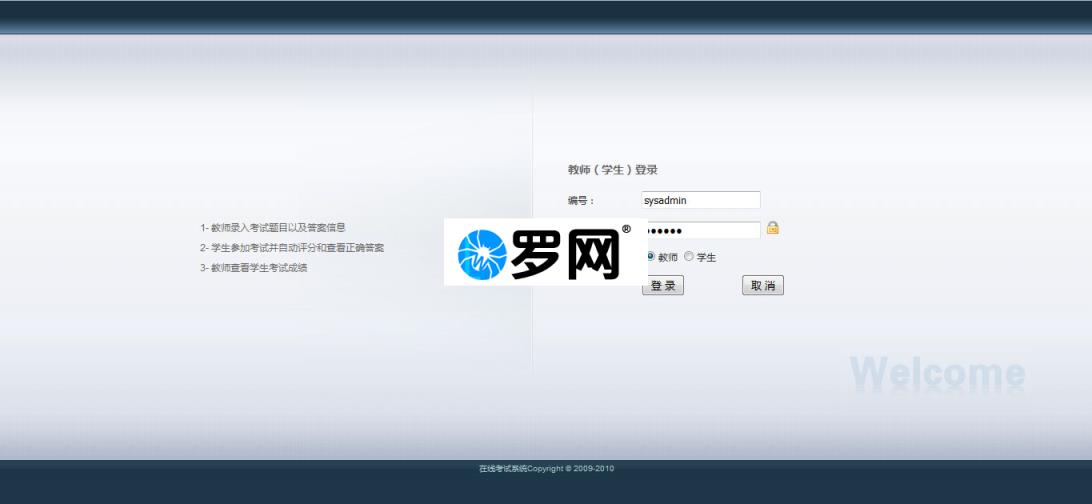 教师（学生）登录
编号： sysadmin
1- 教师录入考试题目以及答案信息
2- 学生参加考试并自动评分和查看正确答案
3- 教师查看学生考试成绩
罗网®
教师 学生
登 录 取 消
Welcome
在线考试系统Copyright © 2009-2010